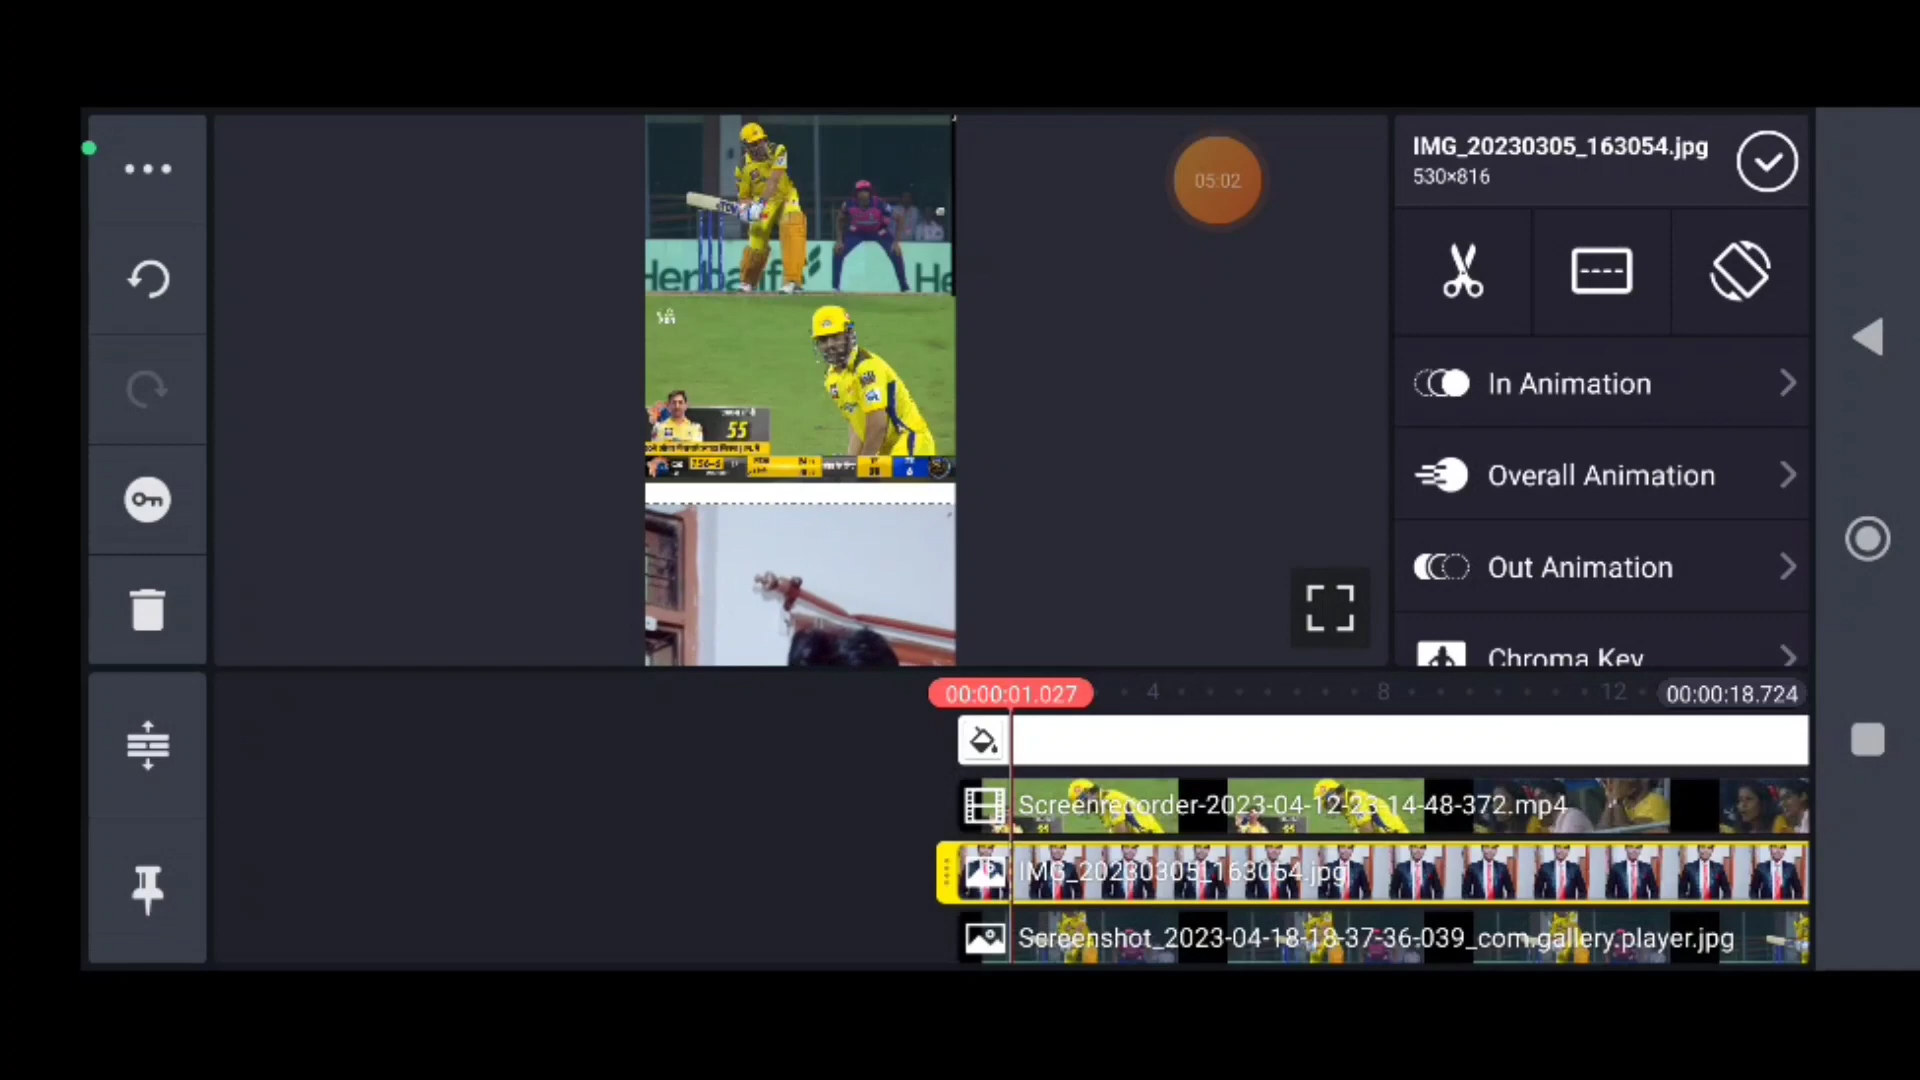 IMG_20230305_163054.jpg
530×816
05:02
Herbalife
He
55
In Animation
Overall Animation
Out Animation
Chroma Key
00:00:01.027
4
8
12
00:00:18.724
Screenrecorder-2023-04-12-23-14-48-372.mp4
IMG_20230305_163054.jpg
Screenshot_2023-04-18-18-37-36-039_com.gallery.player.jpg